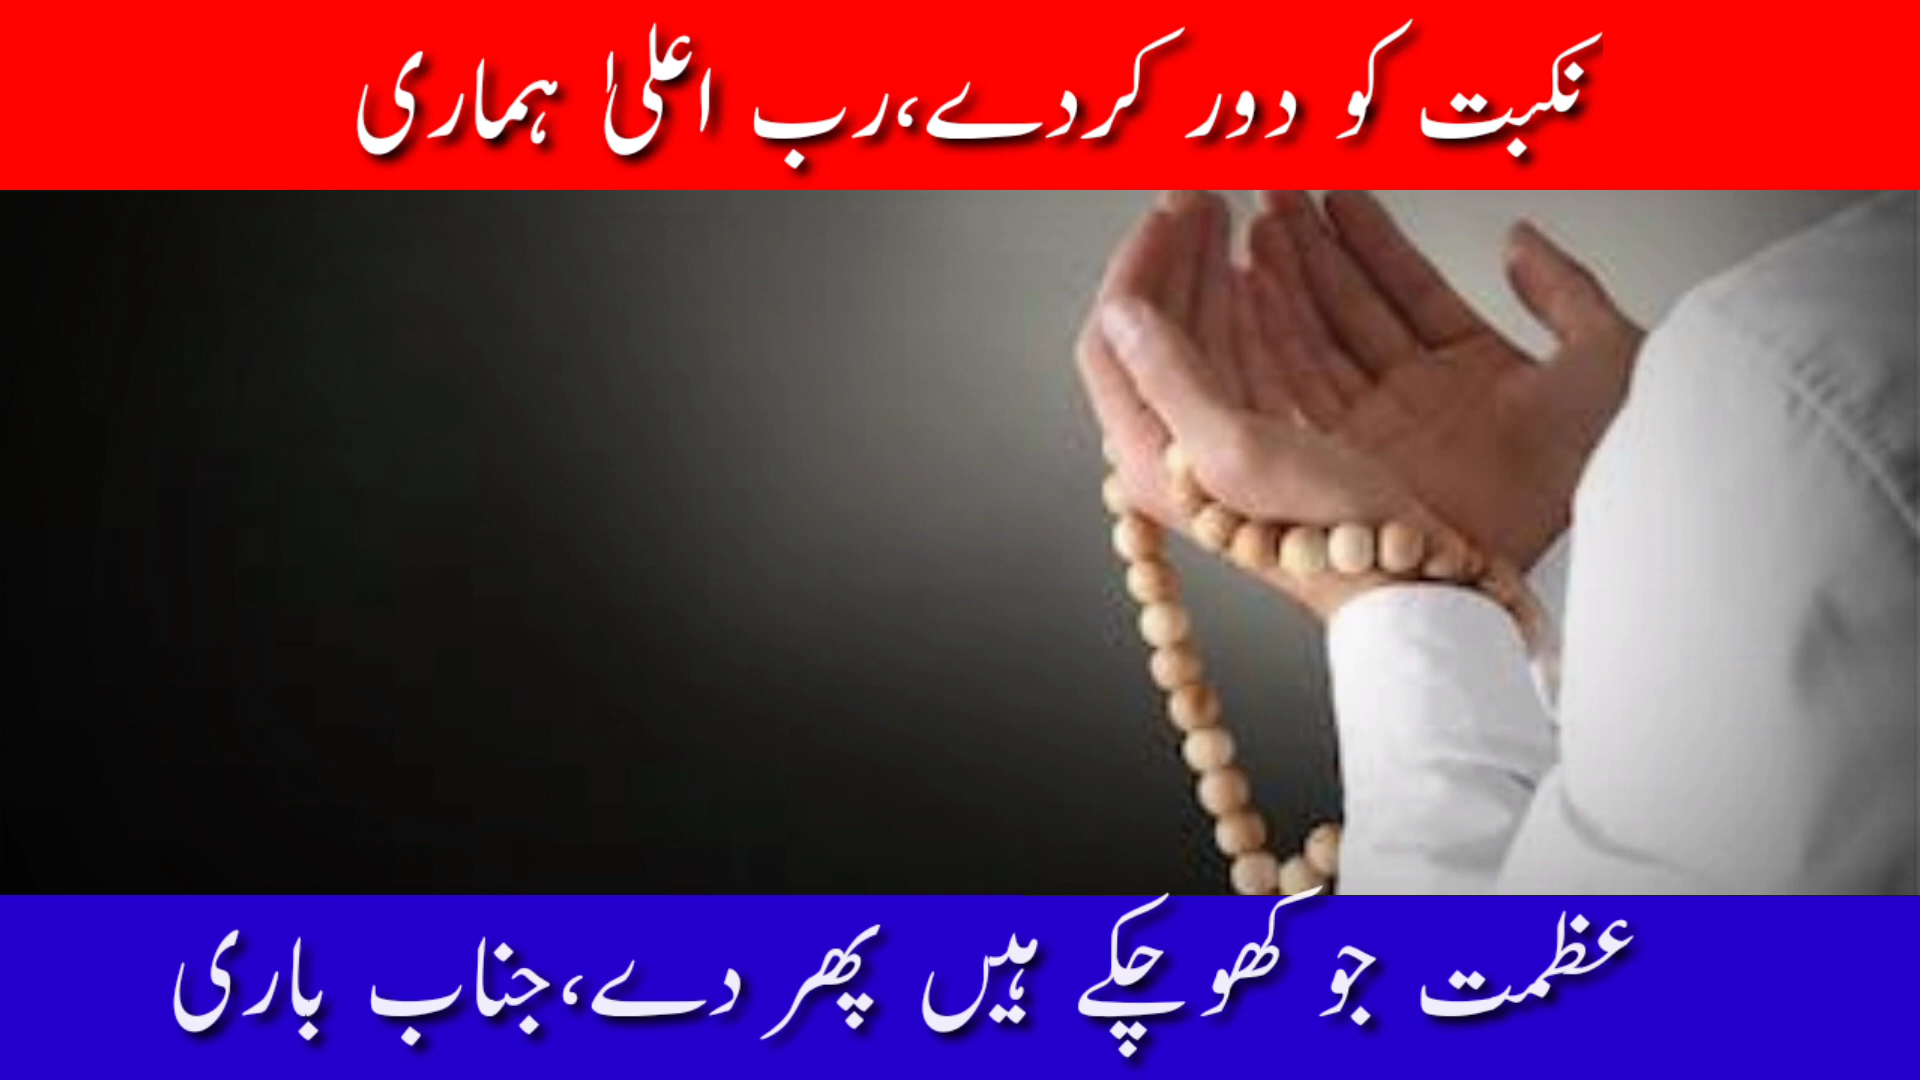 نکبت کو دور کردے،رب اعلیٰ ہماری
عظمت جو کھو چکے ہیں پھر دے،جناب باری